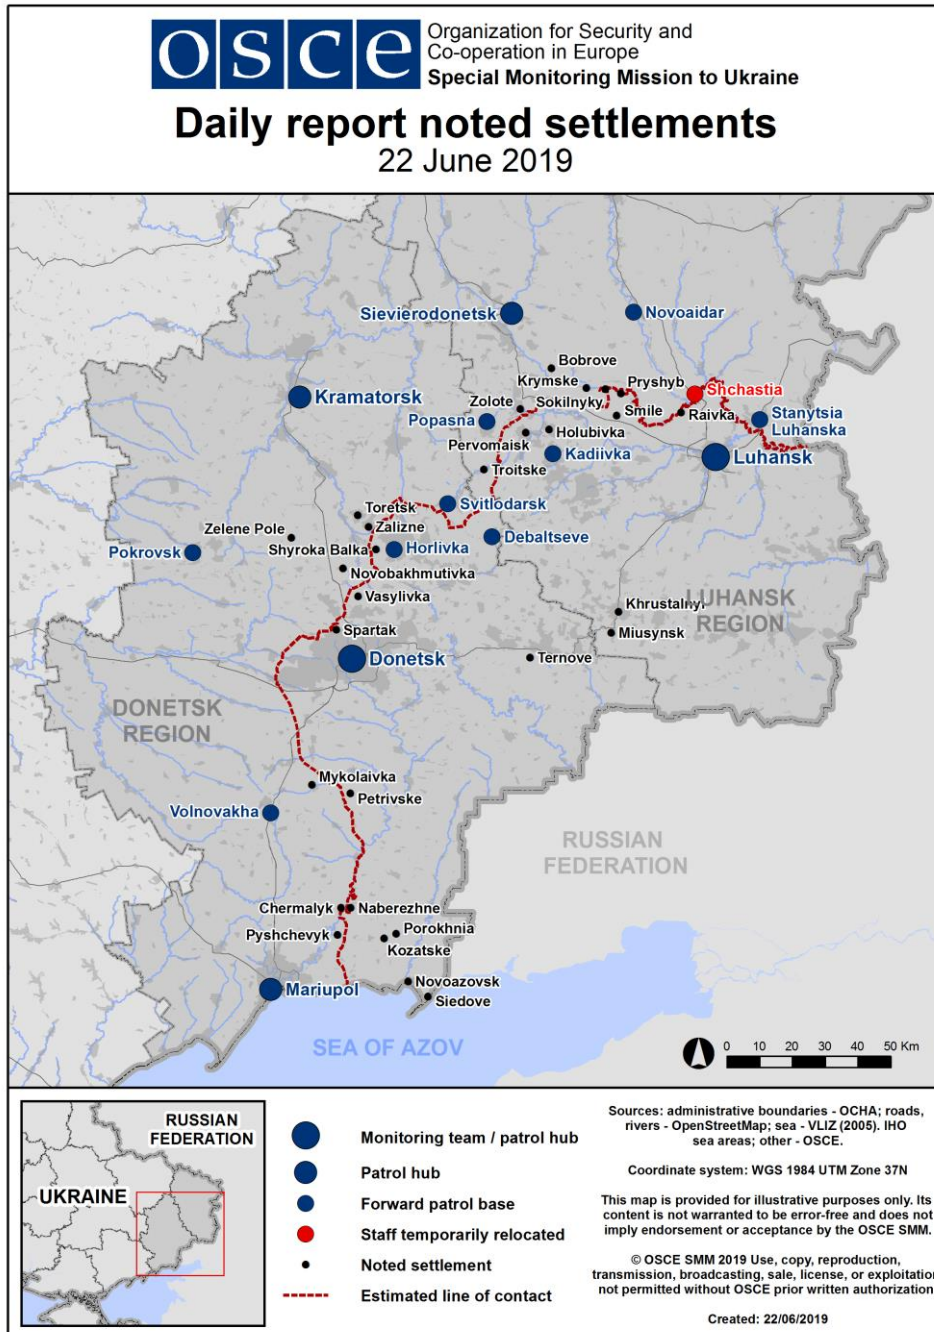 osce
Organization for Security and
Co-operation in Europe
Special Monitoring Mission to Ukraine
Daily report noted settlements
22 June 2019
Sievierodonetsk
Novoaidar
Bobrove
Krymske
Pryshyb
Shchastia
Kramatorsk
Zolote
Sokilnyky
Smile
Raivka
Stanytsia
Luhanska
Popasna
Pervomaisk
Holubivka
Kadiivka
Luhansk
Troitske
Svitlodarsk
Toretsk
Zalizne
Zelene Pole
Shyroka Balka
Horlivka
Debaltseve
Pokrovsk
Novobakhmutivka
Vasylivka
Khrustalnyi
LUHANSK
REGION
Spartak
Miusynsk
Donetsk
Ternove
DONETSK
REGION
Mykolaivka
Petrivske
Volnovakha
RUSSIAN
FEDERATION
Chermalyk
Naberezhne
Pyshchevyk
Porokhnia
Kozatske
Novoazovsk
Mariupol
Siedove
SEA OF AZOV
0 10 20 30 40 50 Km
RUSSIAN
FEDERATION
UKRAINE
Monitoring team / patrol hub
Patrol hub
Forward patrol base
Staff temporarily relocated
Noted settlement
Estimated line of contact
Sources: administrative boundaries - OCHA; roads,
rivers - OpenStreetMap; sea - VLIZ (2005). IHO
sea areas; other - OSCE.
Coordinate system: WGS 1984 UTM Zone 37N
This map is provided for illustrative purposes only. Its
content is not warranted to be error-free and does not
imply endorsement or acceptance by the OSCE SMM.
© OSCE SMM 2019 Use, copy, reproduction,
transmission, broadcasting, sale, license, or exploitation
not permitted without OSCE prior written authorization
Created: 22/06/2019